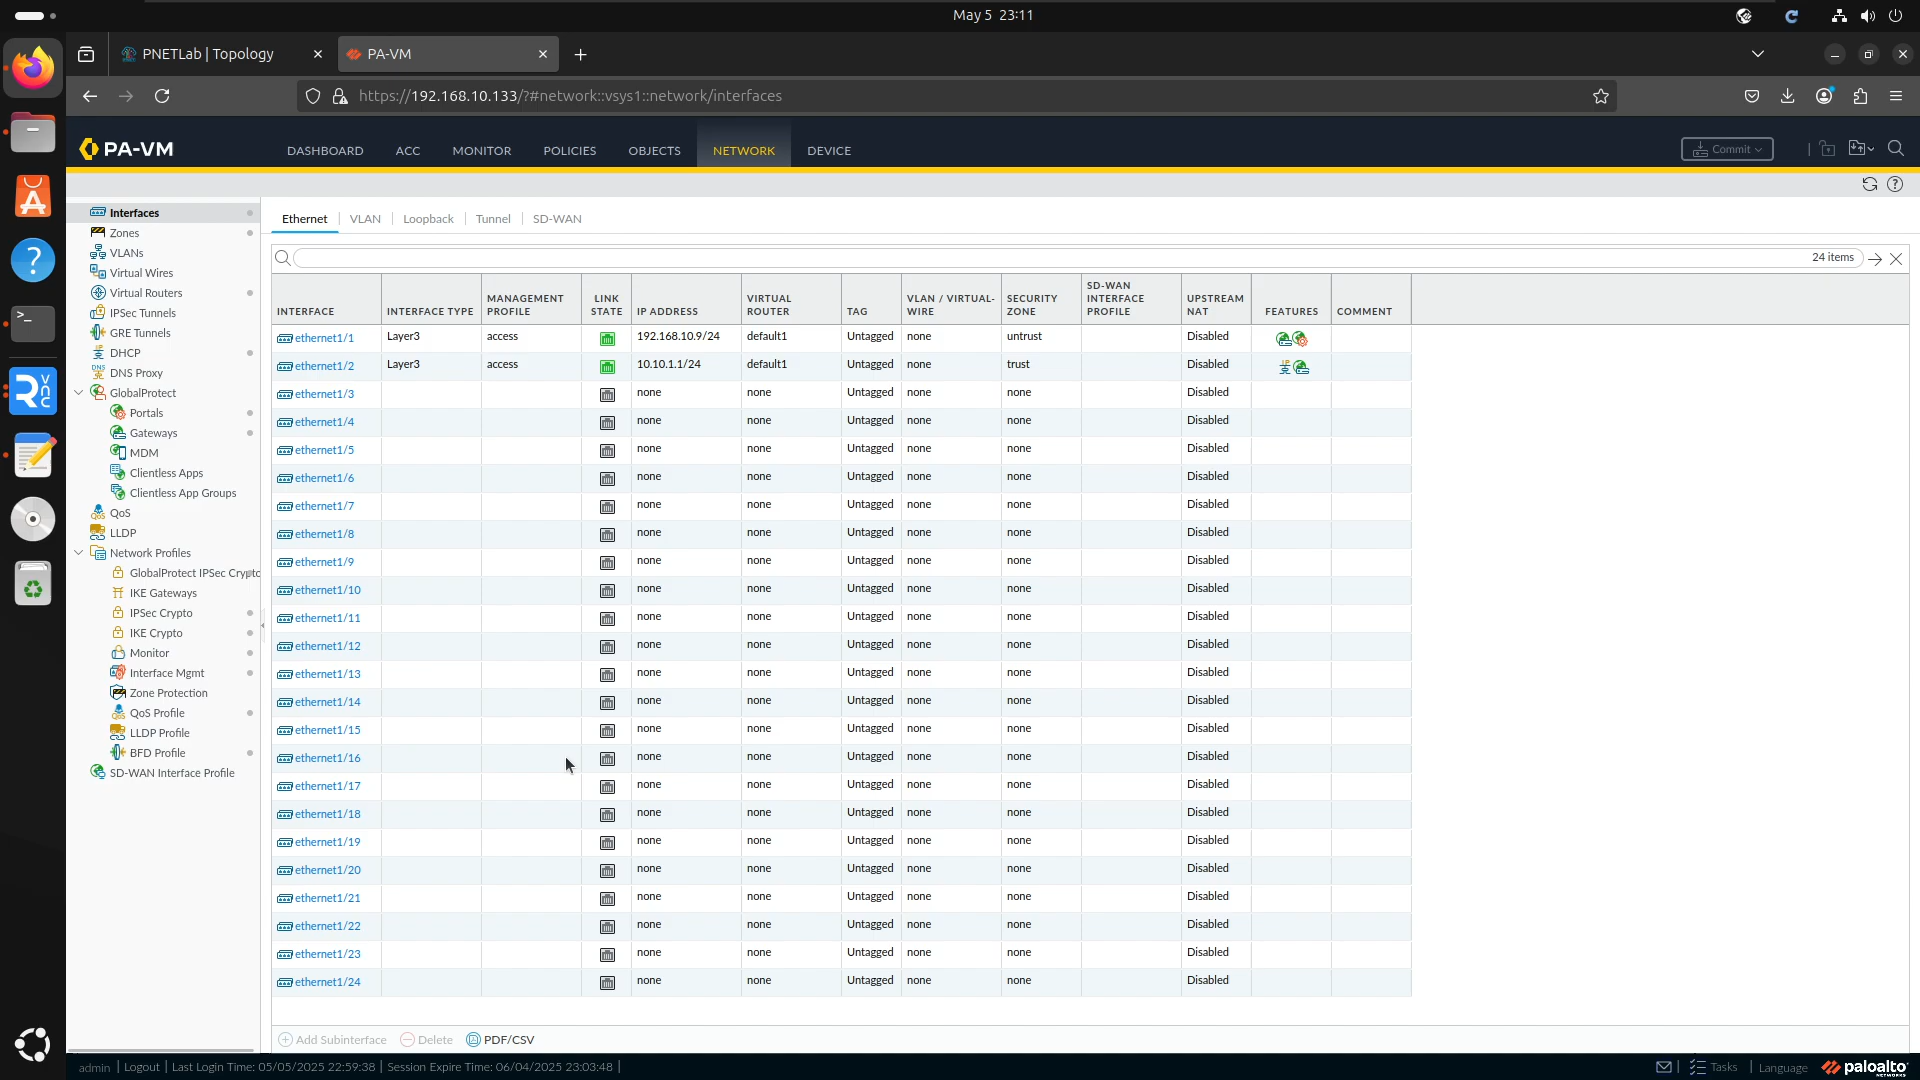 May 5 23:11
PNETLab | Topology
PA-VM
https://192.168.10.133/?#network::vsys1::network/interfaces
PA-VM
DASHBOARD ACC MONITOR POLICIES OBJECTS NETWORK DEVICE
Commit
Interfaces
Zones
VLANs
Virtual Wires
Virtual Routers
IPSec Tunnels
GRE Tunnels
DHCP
DNS Proxy
GlobalProtect
Portals
Gateways
MDM
Clientless Apps
Clientless App Groups
QoS
LLDP
Network Profiles
GlobalProtect IPSec Crypto
IKE Gateways
IPSec Crypto
IKE Crypto
Monitor
Interface Mgmt
Zone Protection
QoS Profile
LLDP Profile
BFD Profile
SD-WAN Interface Profile
Ethernet VLAN Loopback Tunnel SD-WAN
24 items
INTERFACE INTERFACE TYPE MANAGEMENT PROFILE LINK STATE IP ADDRESS VIRTUAL ROUTER TAG VLAN / VIRTUAL-WIRE SECURITY ZONE SD-WAN INTERFACE PROFILE UPSTREAM NAT FEATURES COMMENT
ethernet1/1 Layer3 access 192.168.10.9/24 default1 Untagged none untrust Disabled
ethernet1/2 Layer3 access 10.10.1.1/24 default1 Untagged none trust Disabled
ethernet1/3 none none Untagged none none Disabled
ethernet1/4 none none Untagged none none Disabled
ethernet1/5 none none Untagged none none Disabled
ethernet1/6 none none Untagged none none Disabled
ethernet1/7 none none Untagged none none Disabled
ethernet1/8 none none Untagged none none Disabled
ethernet1/9 none none Untagged none none Disabled
ethernet1/10 none none Untagged none none Disabled
ethernet1/11 none none Untagged none none Disabled
ethernet1/12 none none Untagged none none Disabled
ethernet1/13 none none Untagged none none Disabled
ethernet1/14 none none Untagged none none Disabled
ethernet1/15 none none Untagged none none Disabled
ethernet1/16 none none Untagged none none Disabled
ethernet1/17 none none Untagged none none Disabled
ethernet1/18 none none Untagged none none Disabled
ethernet1/19 none none Untagged none none Disabled
ethernet1/20 none none Untagged none none Disabled
ethernet1/21 none none Untagged none none Disabled
ethernet1/22 none none Untagged none none Disabled
ethernet1/23 none none Untagged none none Disabled
ethernet1/24 none none Untagged none none Disabled
Add Subinterface Delete PDF/CSV
admin | Logout | Last Login Time: 05/05/2025 22:59:38 | Session Expire Time: 06/04/2025 23:03:48 |
Tasks | Language paloalto NETWORKS